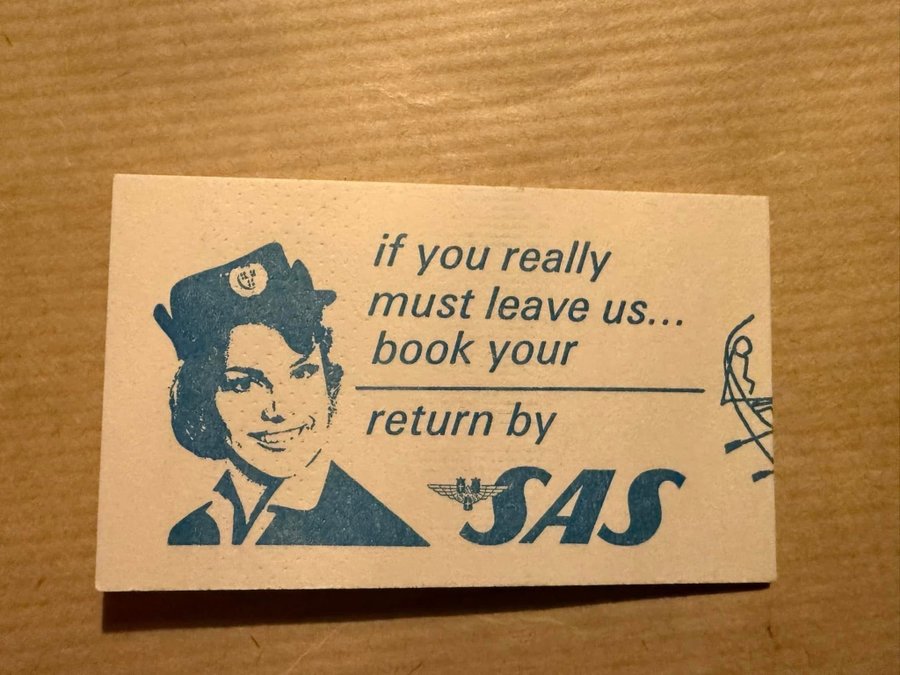 if you really
must leave us...
book your
return by
SAS